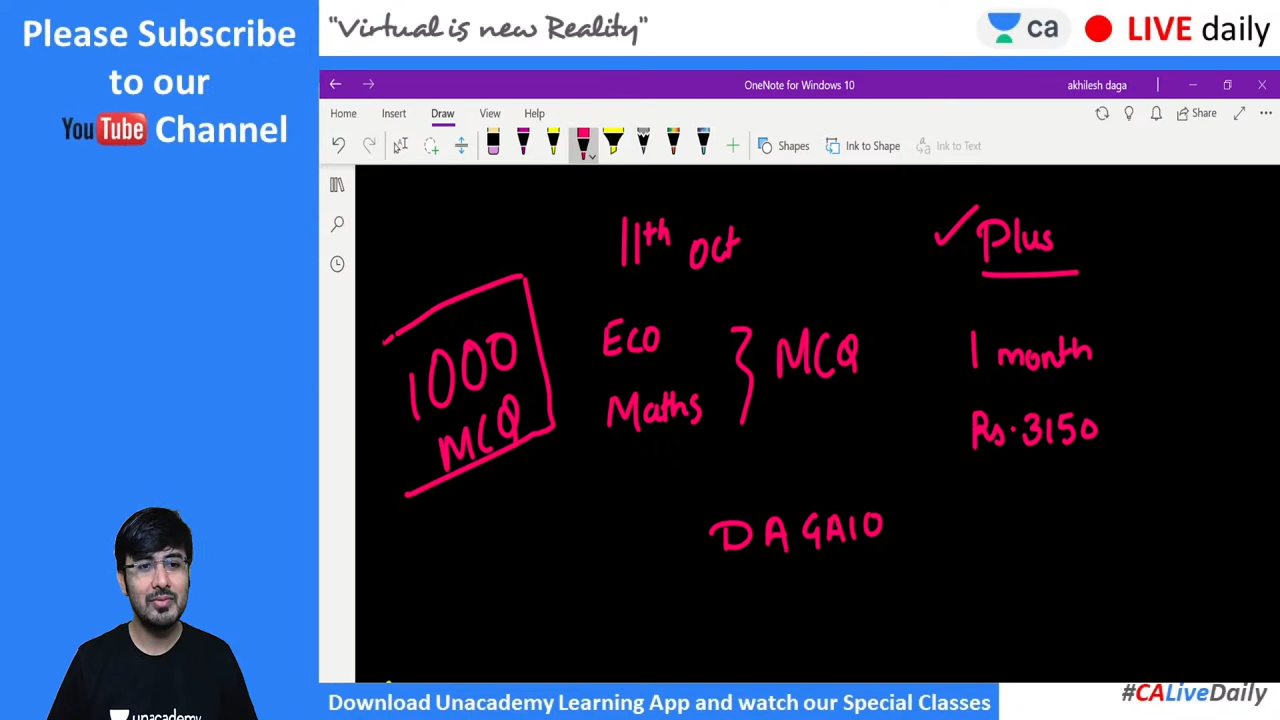 Please Subscribe
to our
YouTube Channel
"Virtual is new Reality"
ca
LIVE daily
OneNote for Windows 10
akhilesh daga
Home Insert Draw View Help
Share
Shapes Ink to Shape Ink to Text
11th Oct
✓ Plus
1000
MCQ
Eco
Maths
} MCQ
1 month
Rs. 3150
DAGA10
unacademy
Download Unacademy Learning App and watch our Special Classes
#CALiveDaily